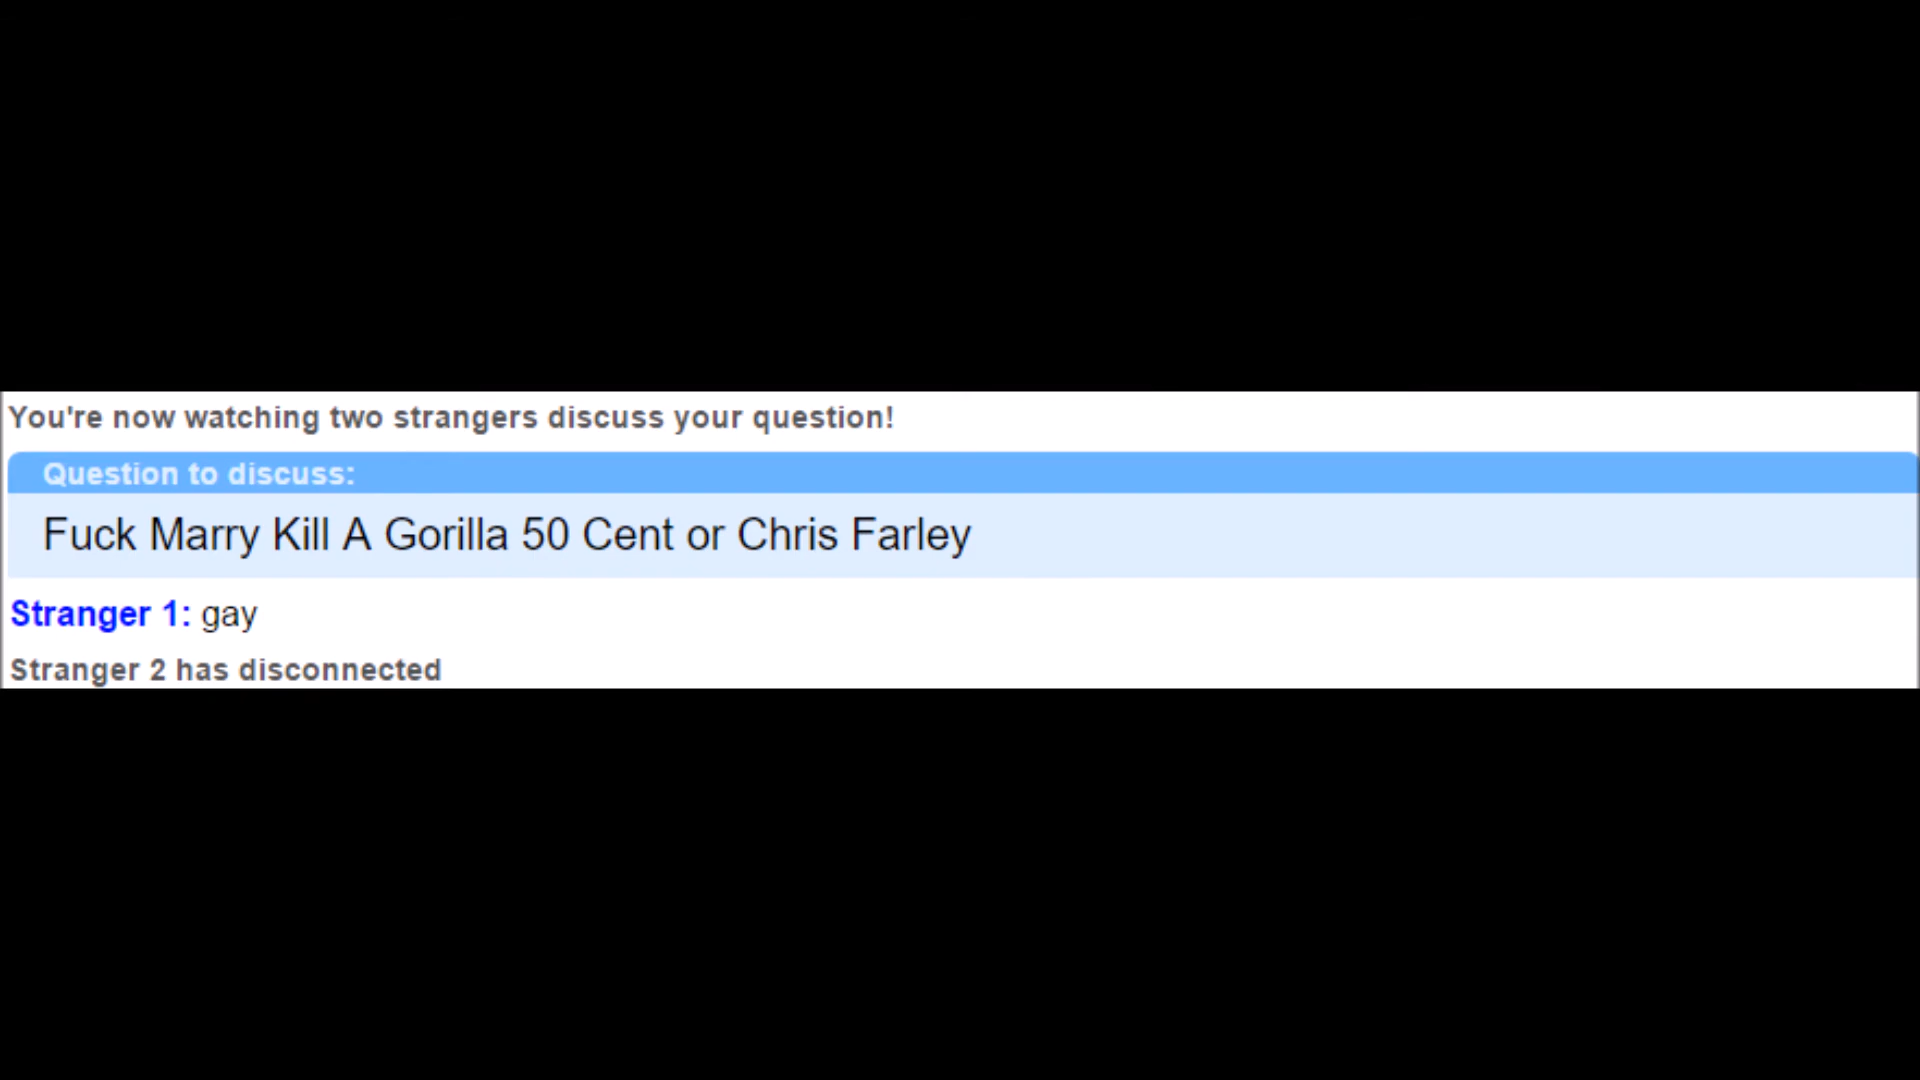 You're now watching two strangers discuss your question!
Question to discuss:
Fuck Marry Kill A Gorilla 50 Cent or Chris Farley
Stranger 1: gay
Stranger 2 has disconnected